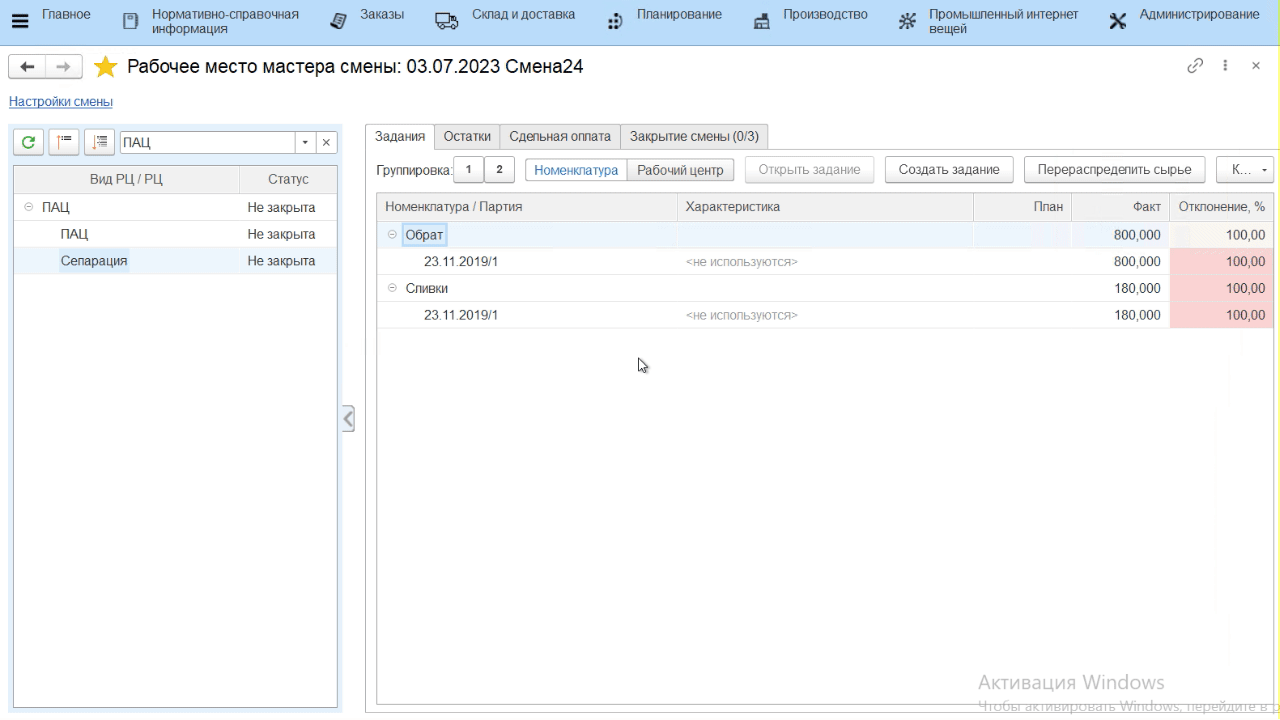 Главное
Нормативно-справочная
информация
Заказы
Склад и доставка
Планирование
Производство
Промышленный интернет
вещей
Администрирование
Рабочее место мастера смены: 03.07.2023 Смена24
Настройки смены
ПАЦ
Вид РЦ / РЦ Статус
ПАЦ Не закрыта
ПАЦ Не закрыта
Сепарация Не закрыта
Задания Остатки Сдельная оплата Закрытие смены (0/3)
Группировка: 1 2 Номенклатура Рабочий центр Открыть задание Создать задание Перераспределить сырье К...
Номенклатура / Партия Характеристика План Факт Отклонение, %
Обрат 800,000 100,00
23.11.2019/1 <не используются> 800,000 100,00
Сливки 180,000 100,00
23.11.2019/1 <не используются> 180,000 100,00
Активация Windows
Чтобы активировать Windows, перейдите в